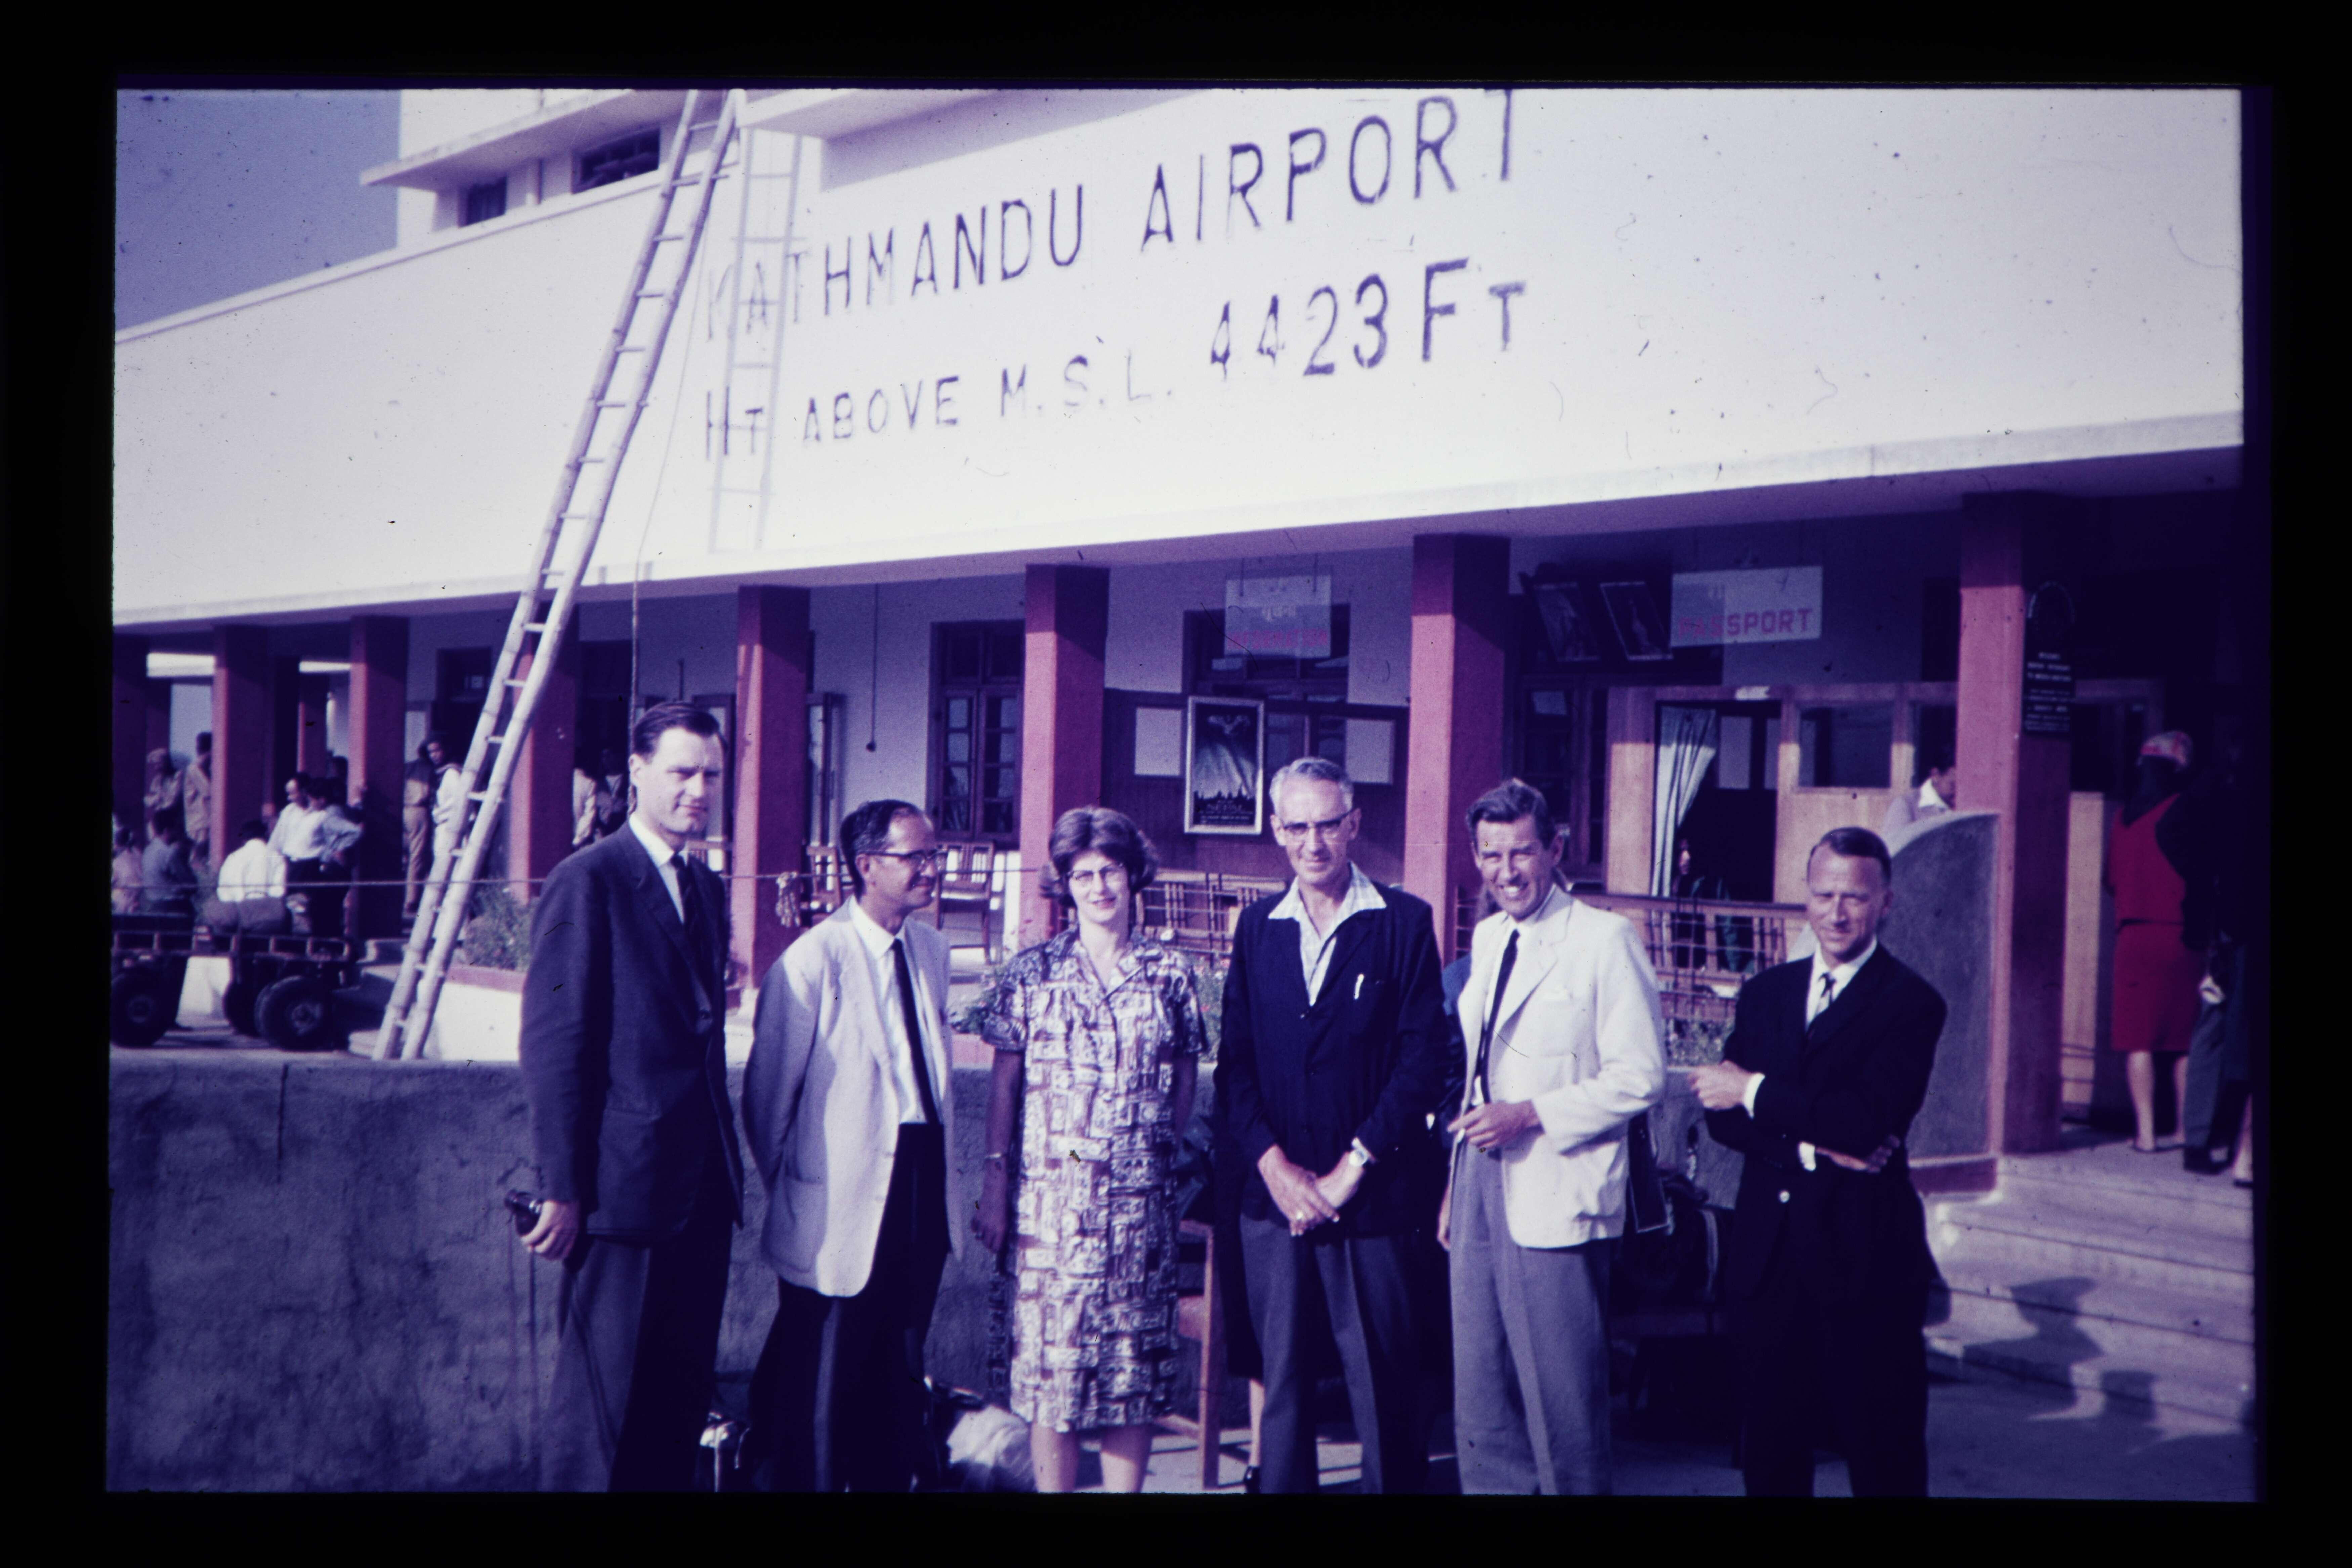 KATHMANDU AIRPORT
HT ABOVE M.S.L. 4423 FT
PASSPORT